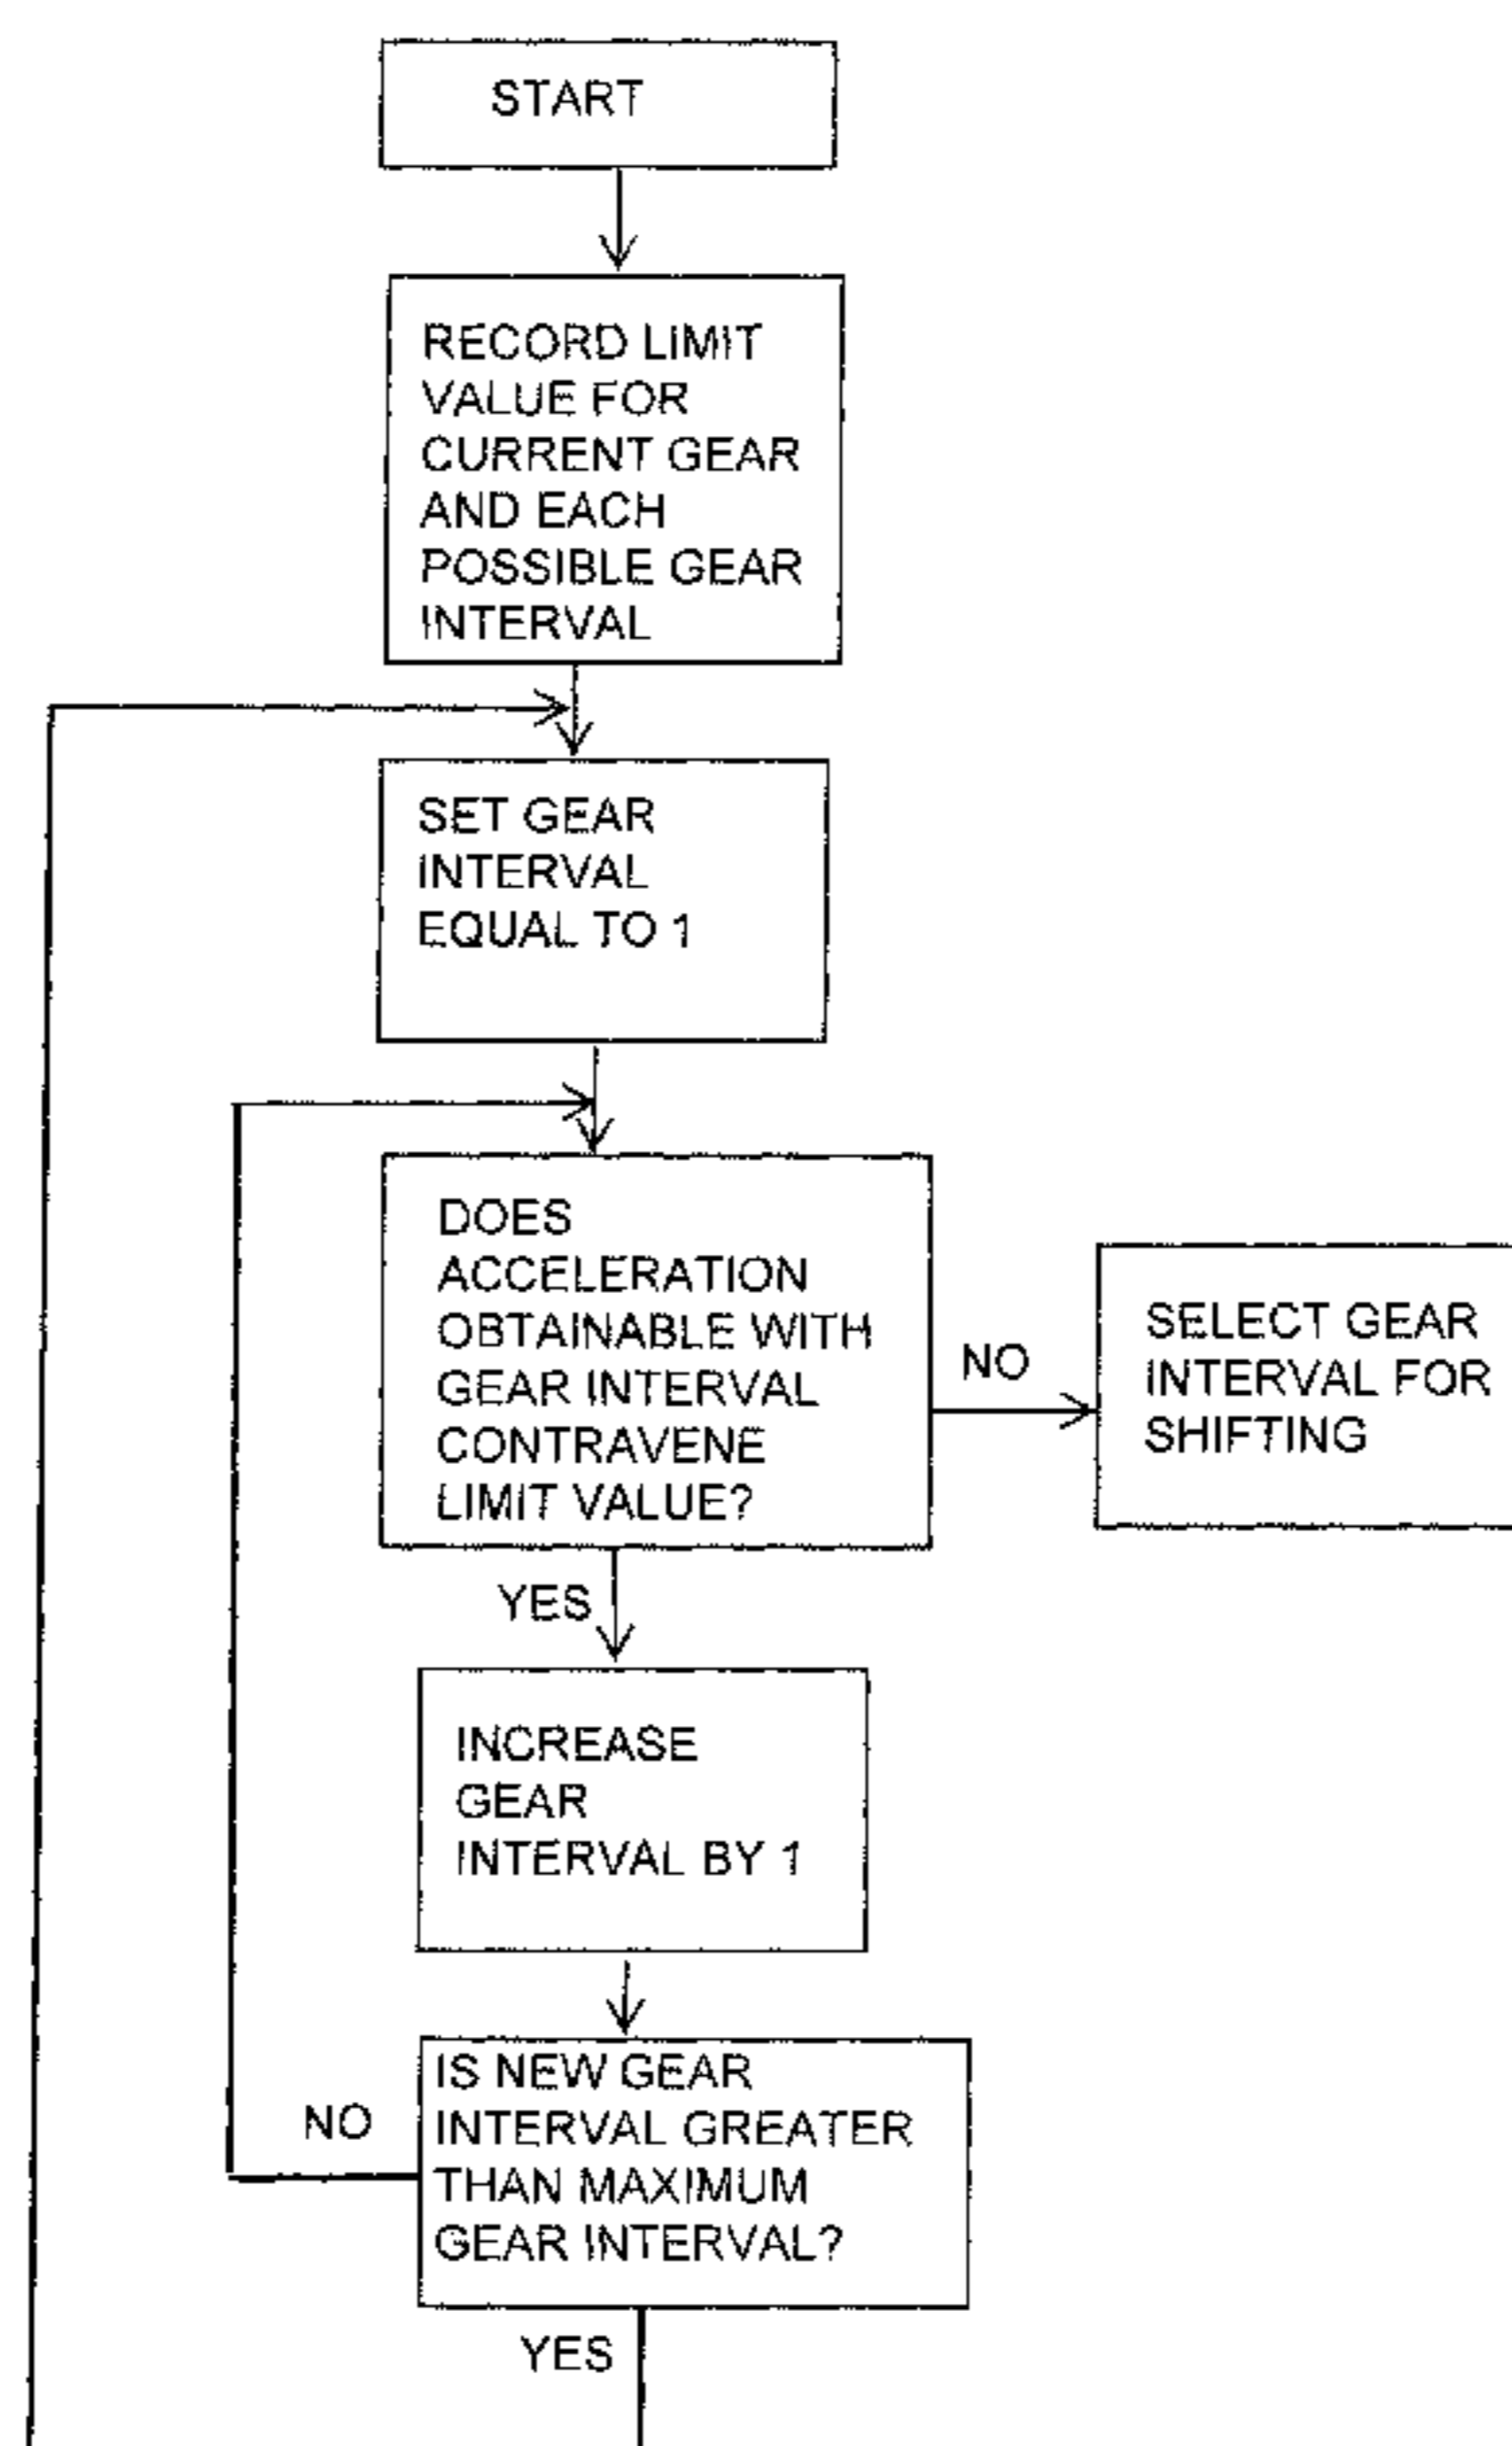 START
RECORD LIMIT
VALUE FOR
CURRENT GEAR
AND EACH
POSSIBLE GEAR
INTERVAL
SET GEAR
INTERVAL
EQUAL TO 1
DOES
ACCELERATION
OBTAINABLE WITH
GEAR INTERVAL
CONTRAVENE
LIMIT VALUE?
NO
SELECT GEAR
INTERVAL FOR
SHIFTING
YES
INCREASE
GEAR
INTERVAL BY 1
IS NEW GEAR
INTERVAL GREATER
THAN MAXIMUM
GEAR INTERVAL?
NO
YES